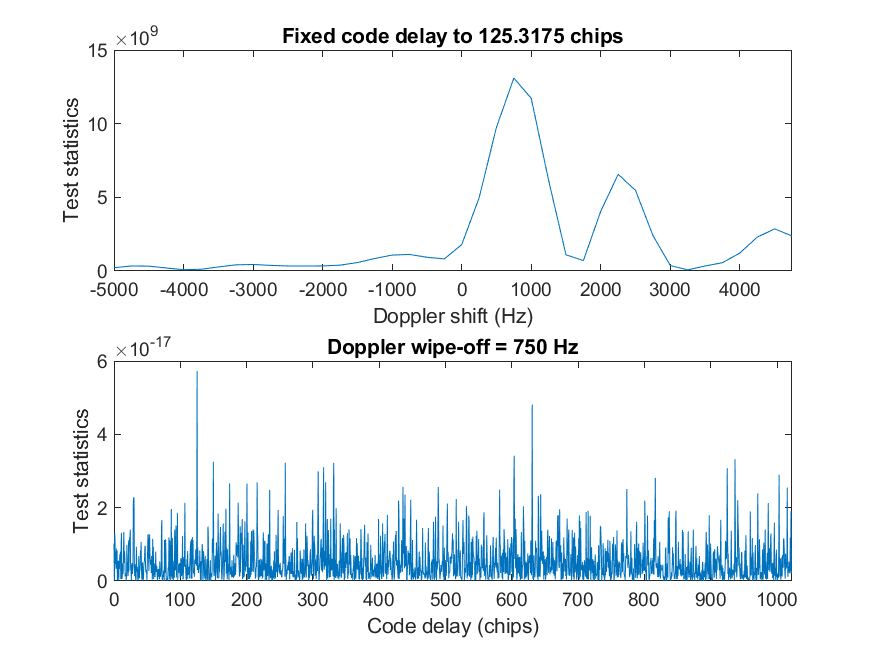 ×10^9
Fixed code delay to 125.3175 chips
15
10
5
0
Test statistics
-5000 -4000 -3000 -2000 -1000 0 1000 2000 3000 4000
Doppler shift (Hz)
×10^-17
Doppler wipe-off = 750 Hz
6
4
2
0
Test statistics
0 100 200 300 400 500 600 700 800 900 1000
Code delay (chips)